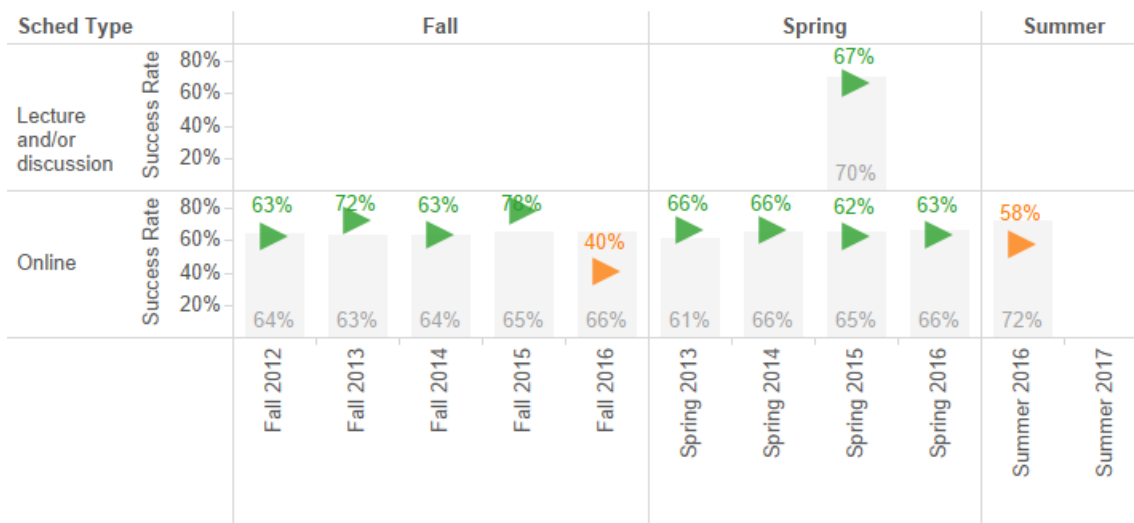 Sched Type Fall Spring Summer
Lecture and/or discussion
Success Rate
80%
60%
40%
20%
67%
70%
Online
Success Rate
80%
60%
40%
20%
63% 72% 63% 78% 40% 66% 66% 62% 63% 58%
64% 63% 64% 65% 66% 61% 66% 65% 66% 72%
Fall 2012
Fall 2013
Fall 2014
Fall 2015
Fall 2016
Spring 2013
Spring 2014
Spring 2015
Spring 2016
Summer 2016
Summer 2017